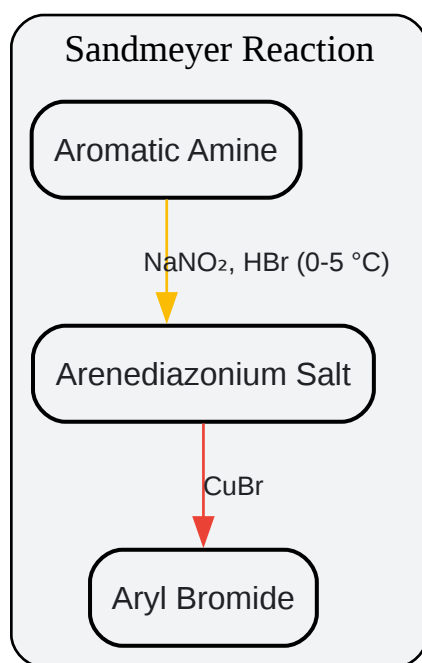 Sandmeyer Reaction
Aromatic Amine
NaNO₂, HBr (0-5 °C)
Arenediazonium Salt
CuBr
Aryl Bromide